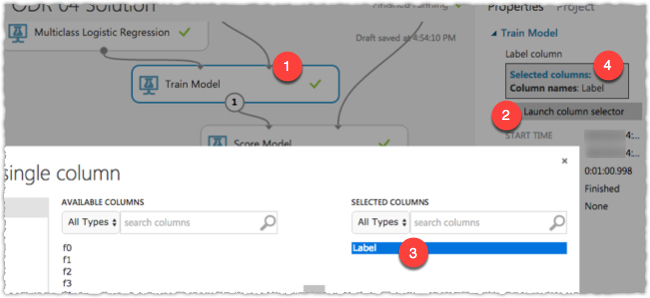 ODR 04 Solution
Finished running
Properties Project
Multiclass Logistic Regression
Draft saved at 4:54:10 PM
1
Train Model
Train Model
Label column
4
Selected columns:
Column names: Label
1
2
Launch column selector
Score Model
START TIME
4:...
4:...
0:01:00.998
Finished
None
single column
×
AVAILABLE COLUMNS
SELECTED COLUMNS
All Types
search columns
All Types
search columns
f0
Label
3
f1
f2
f3